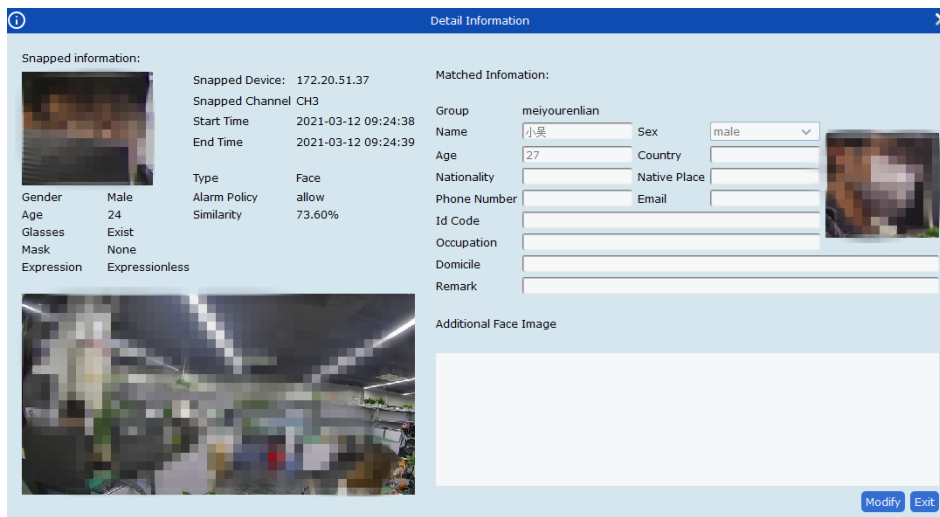 Detail Information
Snapped information:
Snapped Device: 172.20.51.37
Snapped Channel CH3
Start Time 2021-03-12 09:24:38
End Time 2021-03-12 09:24:39
Type Face
Alarm Policy allow
Similarity 73.60%
Gender Male
Age 24
Glasses Exist
Mask None
Expression Expressionless
Matched Infomation:
Group meiyourenlian
Name 小吴 Sex male
Age 27 Country
Nationality Native Place
Phone Number Email
Id Code
Occupation
Domicile
Remark
Additional Face Image
Modify Exit